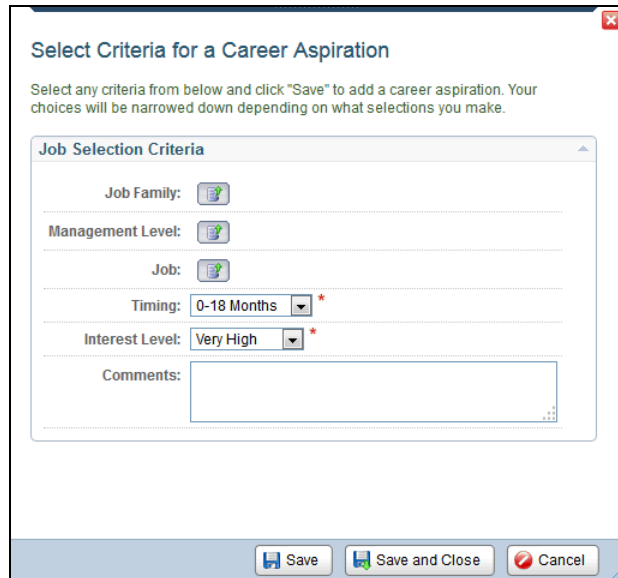 Select Criteria for a Career Aspiration
Select any criteria from below and click "Save" to add a career aspiration. Your
choices will be narrowed down depending on what selections you make.
Job Selection Criteria
Job Family:
Management Level:
Job:
Timing: 0-18 Months *
Interest Level: Very High *
Comments:
Save Save and Close Cancel